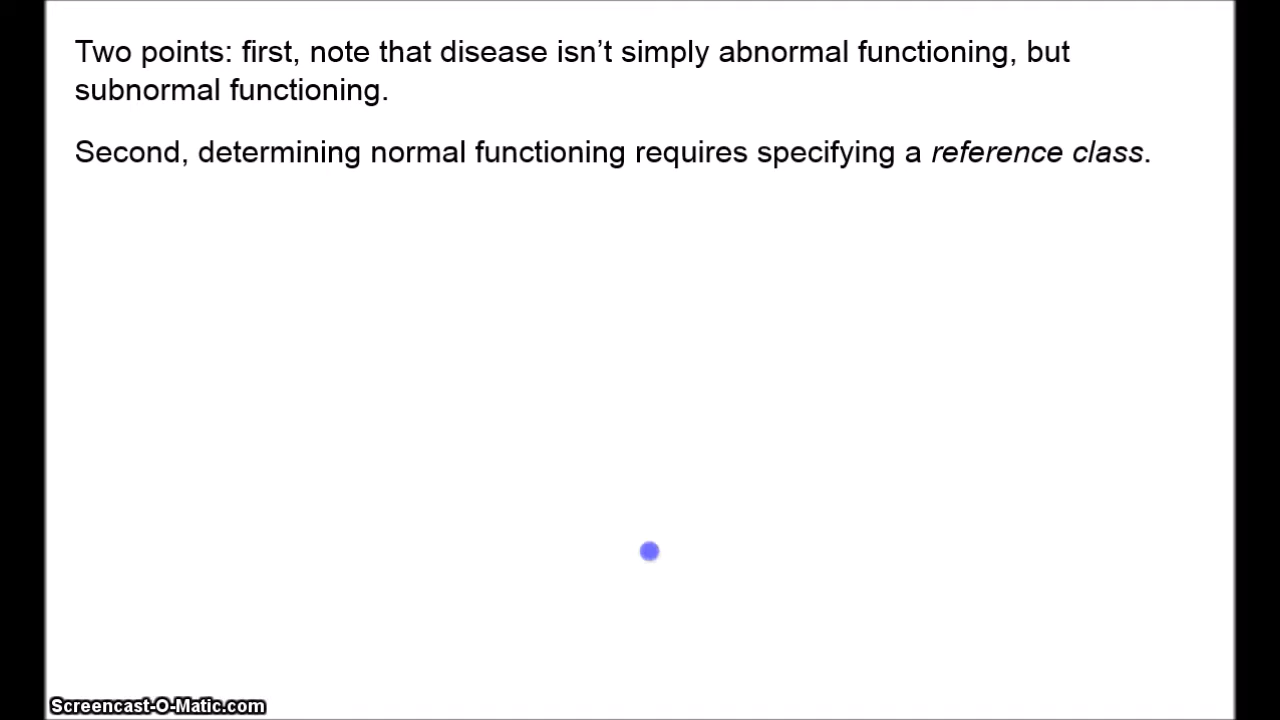 Two points: first, note that disease isn’t simply abnormal functioning, but
subnormal functioning.
Second, determining normal functioning requires specifying a reference class.
Screencast-O-Matic.com